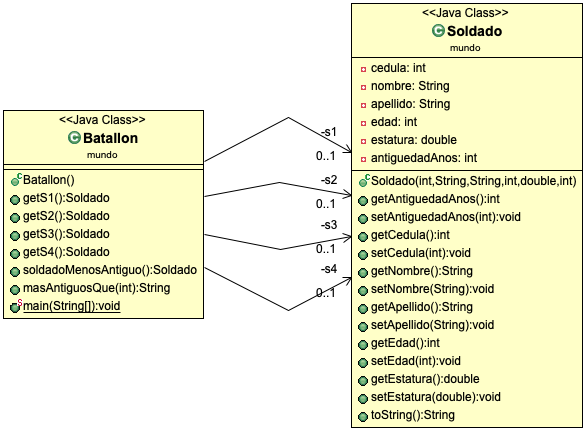 <<Java Class>>
Batallon
mundo
Batallon()
getS1():Soldado
getS2():Soldado
getS3():Soldado
getS4():Soldado
soldadoMenosAntiguo():Soldado
masAntiguosQue(int):String
main(String[]):void
-s1
0..1
-s2
0..1
-s3
0..1
-s4
0..1
<<Java Class>>
Soldado
mundo
cedula: int
nombre: String
apellido: String
edad: int
estatura: double
antiguedadAnos: int
Soldado(int,String,String,int,double,int)
getAntiguedadAnos():int
setAntiguedadAnos(int):void
getCedula():int
setCedula(int):void
getNombre():String
setNombre(String):void
getApellido():String
setApellido(String):void
getEdad():int
setEdad(int):void
getEstatura():double
setEstatura(double):void
toString():String